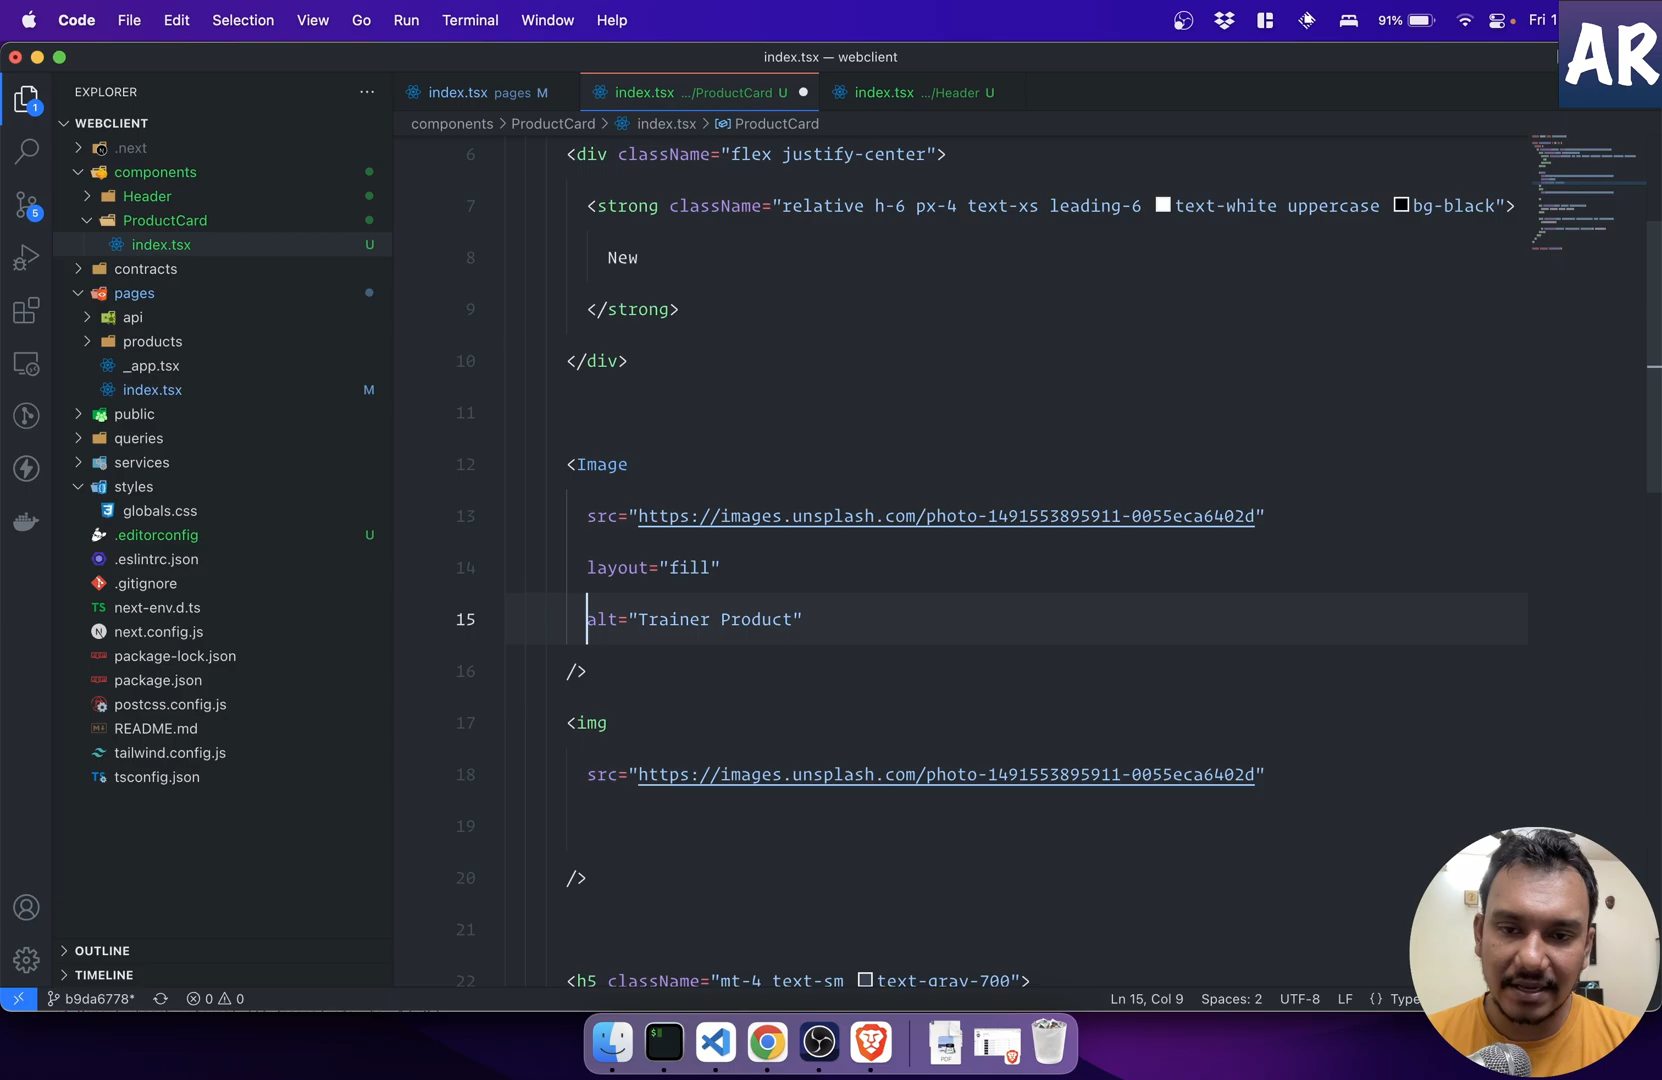 Code File Edit Selection View Go Run Terminal Window Help 91% Fri 1
AR
index.tsx — webclient
EXPLORER
index.tsx pages M
index.tsx .../ProductCard U
index.tsx .../Header U
components > ProductCard > index.tsx > ProductCard
WEBCLIENT
.next
components
Header
ProductCard
index.tsx U
contracts
pages
api
products
_app.tsx
index.tsx M
public
queries
services
styles
globals.css
.editorconfig U
.eslintrc.json
.gitignore
next-env.d.ts
next.config.js
package-lock.json
package.json
postcss.config.js
README.md
tailwind.config.js
tsconfig.json
OUTLINE
TIMELINE
1
5
6 <div className="flex justify-center">
7 <strong className="relative h-6 px-4 text-xs leading-6 text-white uppercase bg-black">
8 New
9 </strong>
10 </div>
11
12 <Image
13 src="https://images.unsplash.com/photo-1491553895911-0055eca6402d"
14 layout="fill"
15 alt="Trainer Product"
16 />
17 <img
18 src="https://images.unsplash.com/photo-1491553895911-0055eca6402d"
19
20 />
21
22 <h5 className="mt-4 text-sm text-gray-700">
b9da6778* 0 0 Ln 15, Col 9 Spaces: 2 UTF-8 LF {} Type
PDF